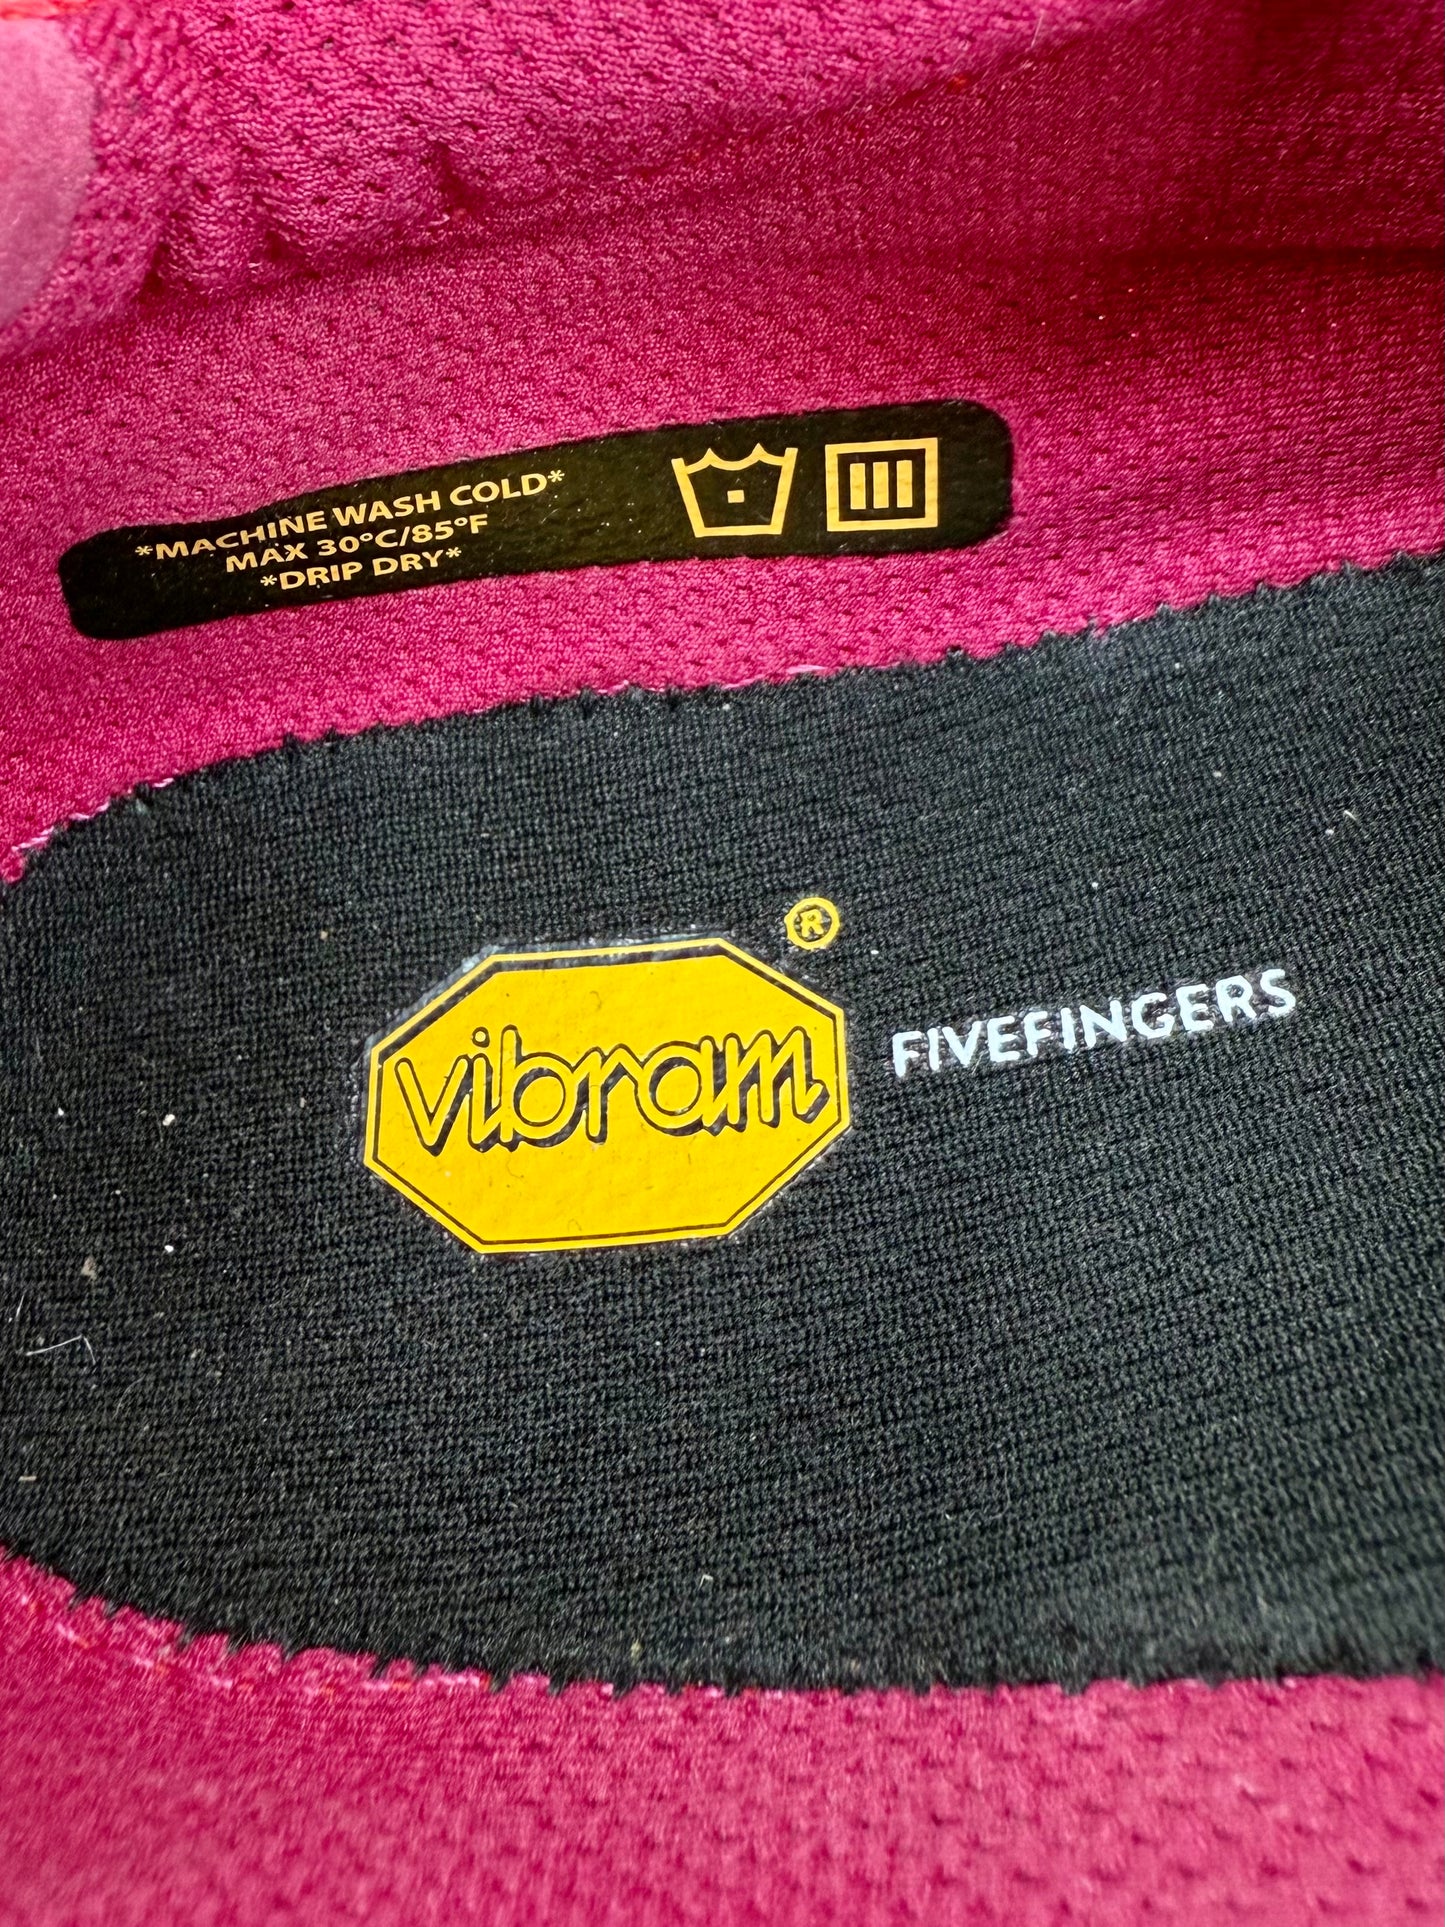 *MACHINE WASH COLD*
MAX 30°C/85°F
*DRIP DRY*
vibram®
FIVEFINGERS